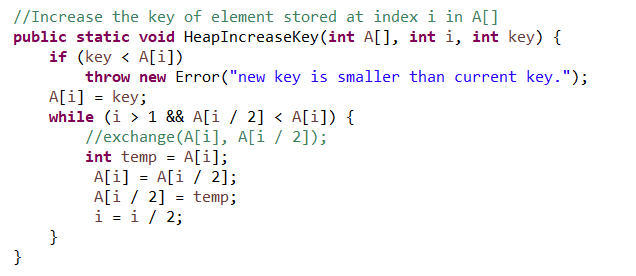 //Increase the key of element stored at index i in A[]
public static void HeapIncreaseKey(int A[], int i, int key) {
    if (key < A[i])
        throw new Error("new key is smaller than current key.");
    A[i] = key;
    while (i > 1 && A[i / 2] < A[i]) {
        //exchange(A[i], A[i / 2]);
        int temp = A[i];
         A[i] = A[i / 2];
         A[i / 2] = temp;
         i = i / 2;
    }
}